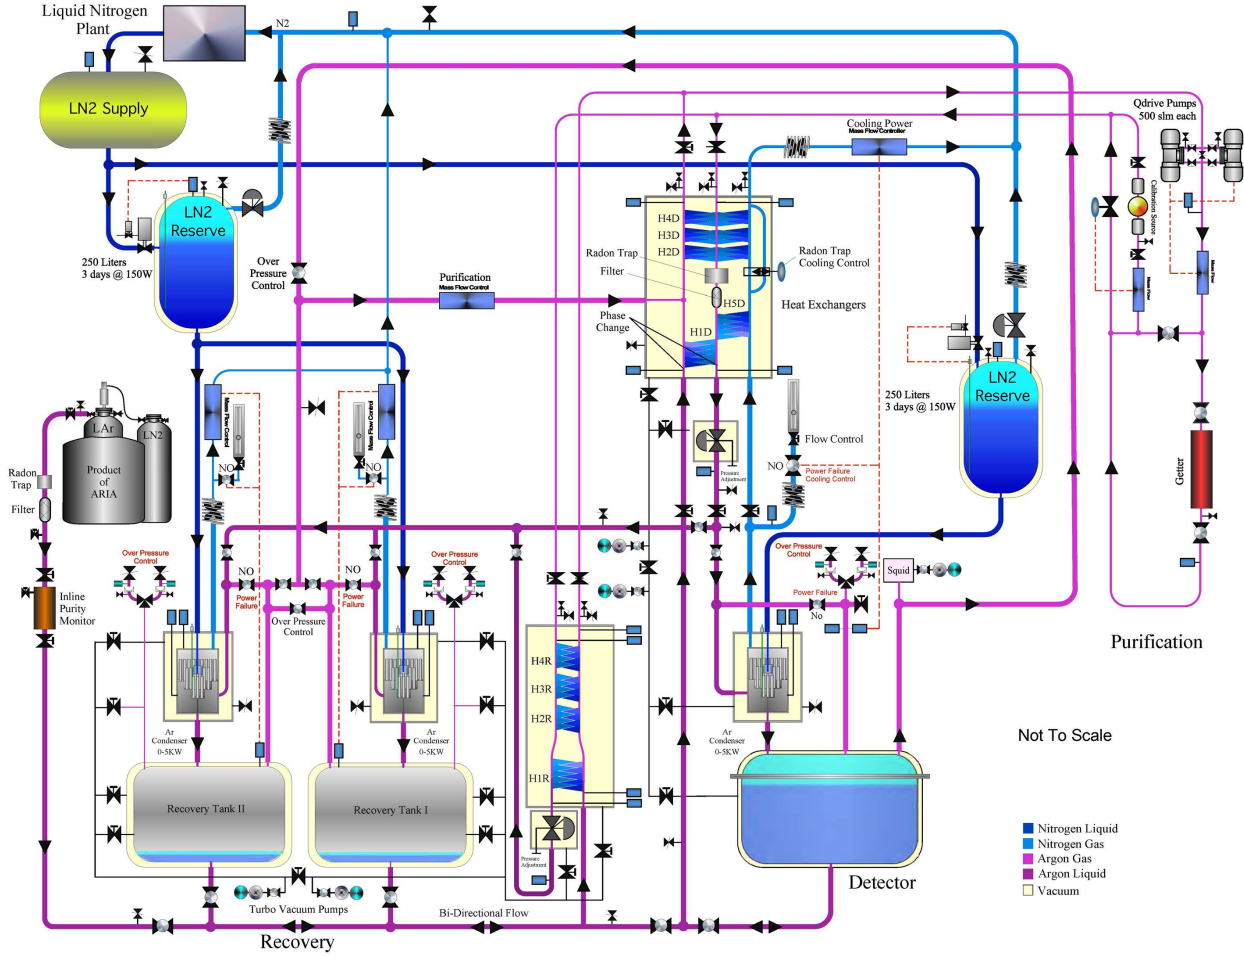 Liquid Nitrogen
Plant
N2
LN2 Supply
Qdrive Pumps
500 slm each
Cooling Power
Mass Flow Controller
Calibration Source
LN2
Reserve
250 Liters
3 days @ 150W
Over
Pressure
Control
Purification
Mass Flow Control
H4D
H3D
H2D
Radon Trap
Filter
H5D
H1D
Phase
Change
Radon Trap
Cooling Control
Heat Exchangers
Mass Flow
Mass Flow
LN2
Reserve
250 Liters
3 days @ 150W
LAr
LN2
Product
of
ARIA
Radon
Trap
Filter
Mass Flow Control
Mass Flow Control
NO
NO
Flow Control
NO
Power Failure
Cooling Control
Pressure
Adjustment
Getter
Over Pressure
Control
Over Pressure
Control
Over Pressure
Control
Squid
NO
NO
Power
Failure
Power
Failure
Over Pressure
Control
Power Failure
No
Inline
Purity
Monitor
Purification
H4R
H3R
H2R
H1R
Ar
Condenser
0-5KW
Ar
Condenser
0-5KW
Ar
Condenser
0-5KW
Not To Scale
Recovery Tank II
Recovery Tank I
Pressure
Adjustment
Detector
Turbo Vacuum Pumps
Bi-Directional Flow
Recovery
Nitrogen Liquid
Nitrogen Gas
Argon Gas
Argon Liquid
Vacuum